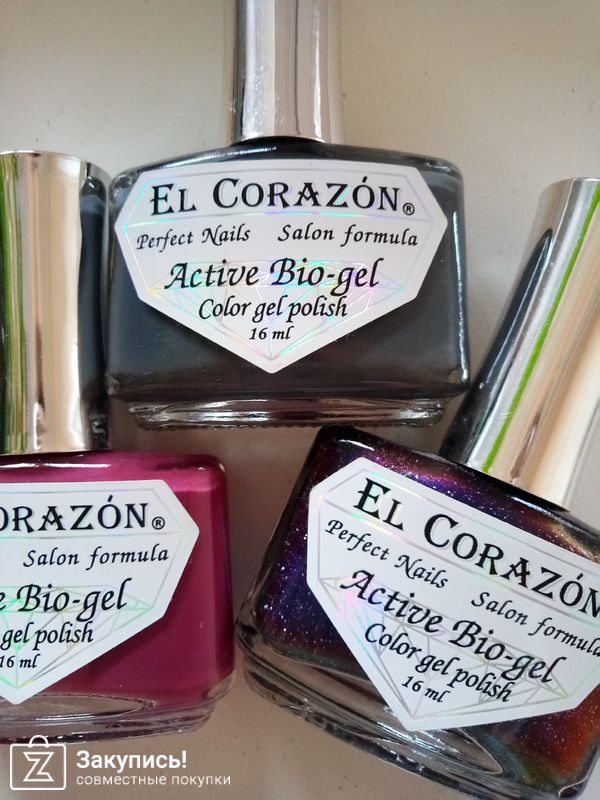 EL CORAZÓN®
Perfect Nails Salon formula
Active Bio-gel
Color gel polish
16 ml
ORAZÓN®
Salon formula
e Bio-gel
gel polish
16 ml
EL CORAZÓN
Perfect Nails Salon formula
Active Bio-gel
Color gel polish
16 ml
Закупись!
совместные покупки